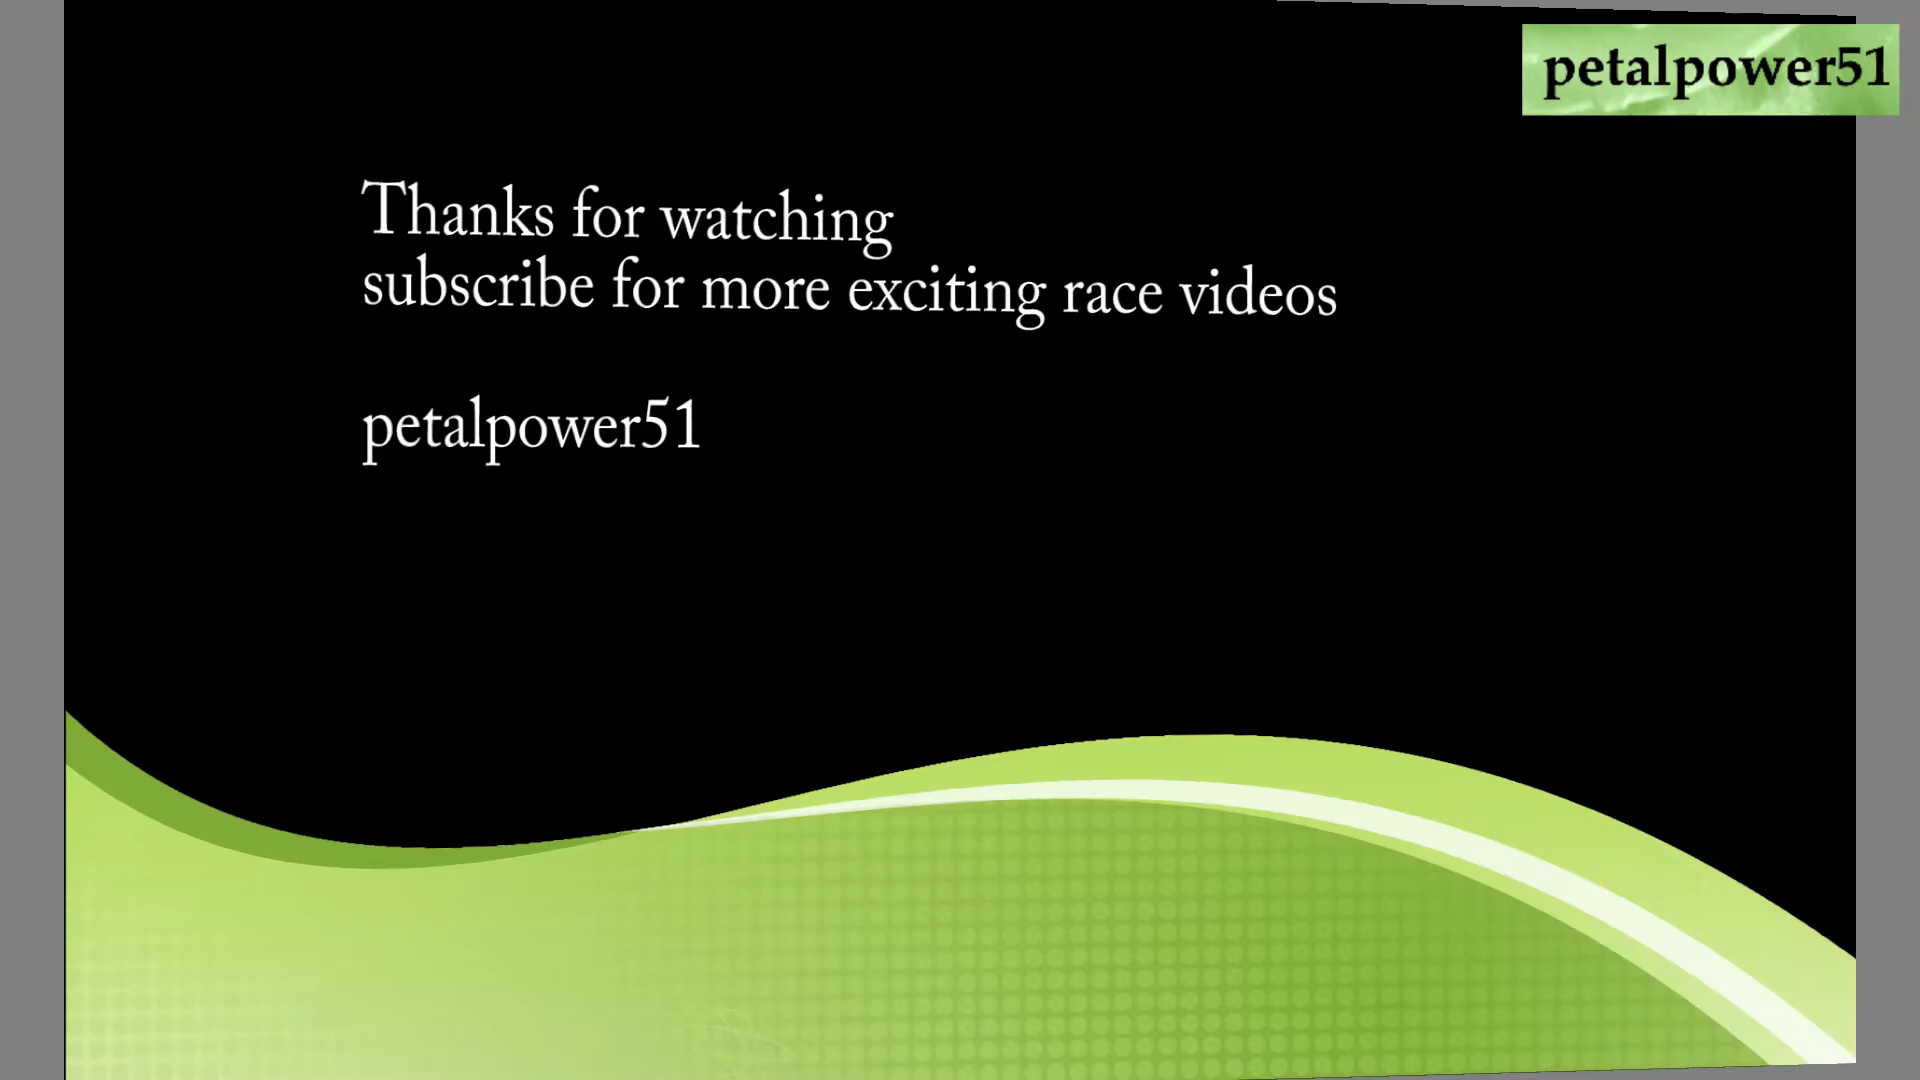 petalpower51
Thanks for watching
subscribe for more exciting race videos
petalpower51